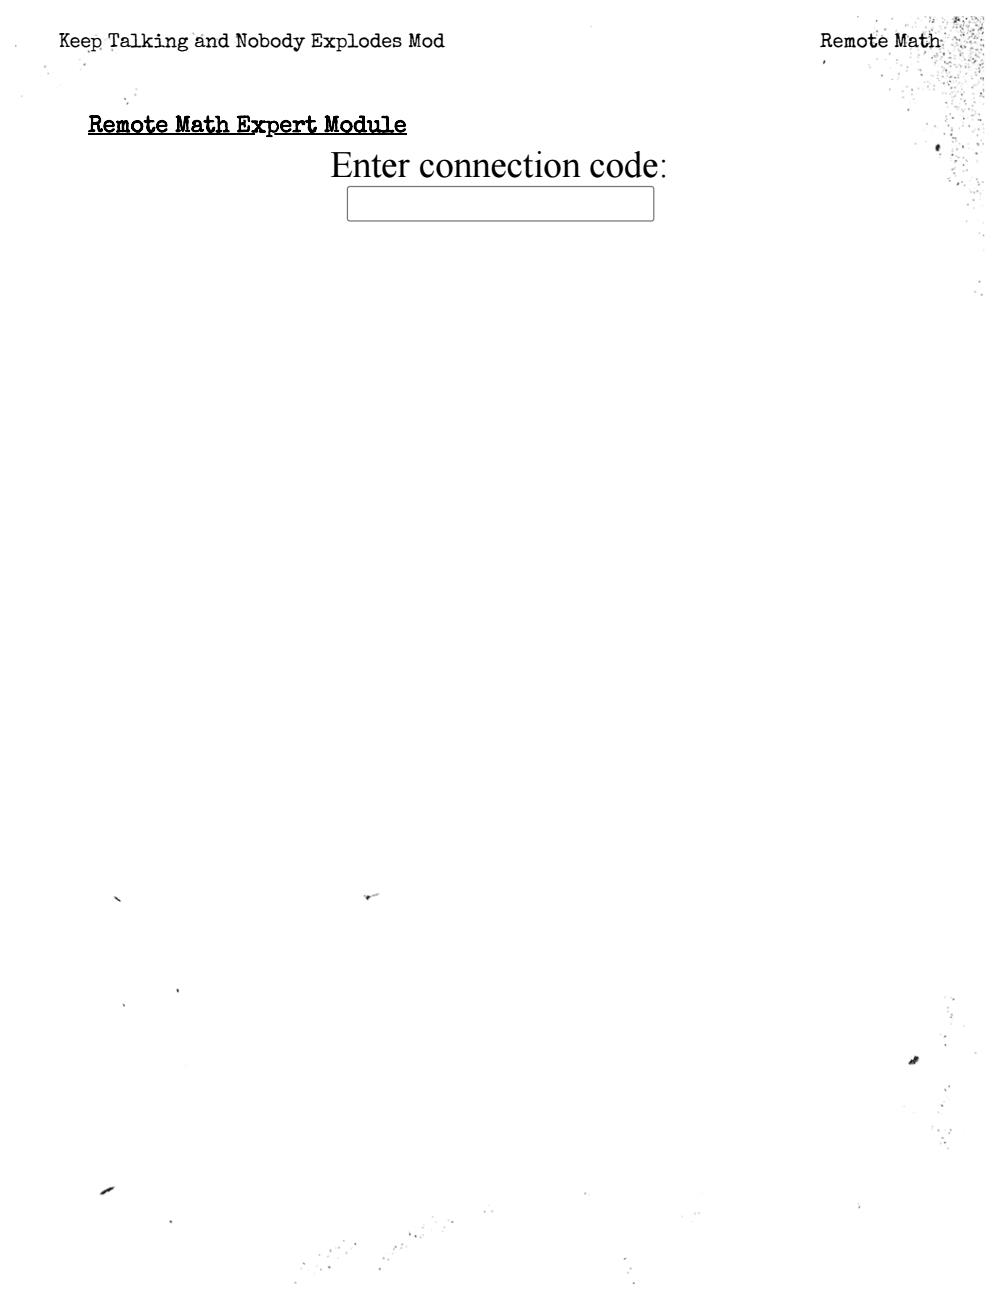 Keep Talking and Nobody Explodes Mod
Remote Math
Remote Math Expert Module
Enter connection code: